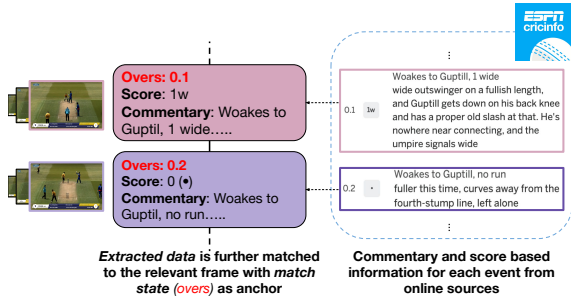 ESPN
cricinfo
Overs: 0.1
Score: 1w
Commentary: Woakes to
Guptil, 1 wide.....
Overs: 0.2
Score: 0 (•)
Commentary: Woakes to
Guptil, no run.....
Extracted data is further matched
to the relevant frame with match
state (overs) as anchor
⋮
0.1
1w
Woakes to Guptill, 1 wide
wide outswinger on a fullish length,
and Guptill gets down on his back knee
and has a proper old slash at that. He's
nowhere near connecting, and the
umpire signals wide
0.2
•
Woakes to Guptill, no run
fuller this time, curves away from the
fourth-stump line, left alone
⋮
Commentary and score based
information for each event from
online sources